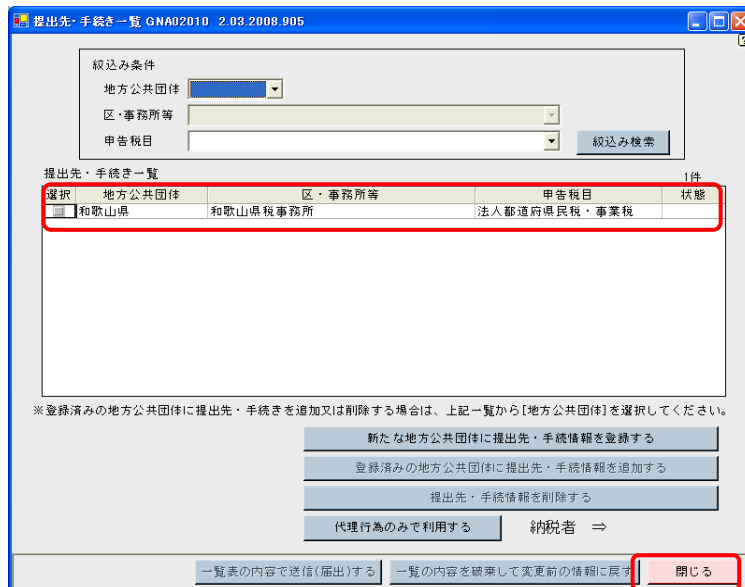 提出先・手続き一覧 GNA02010 2.03.2008.905
絞込み条件
地方公共団体
区・事務所等
申告税目
絞込み検索
提出先・手続き一覧
1件
選択 地方公共団体 区・事務所等 申告税目 状態
和歌山県 和歌山県税事務所 法人都道府県民税・事業税
※登録済みの地方公共団体に提出先・手続きを追加又は削除する場合は、上記一覧から[地方公共団体]を選択してください。
新たな地方公共団体に提出先・手続情報を登録する
登録済みの地方公共団体に提出先・手続情報を追加する
提出先・手続情報を削除する
代理行為のみで利用する 納税者 ⇒
一覧表の内容で送信(届出)する 一覧の内容を破棄して変更前の情報に戻す 閉じる